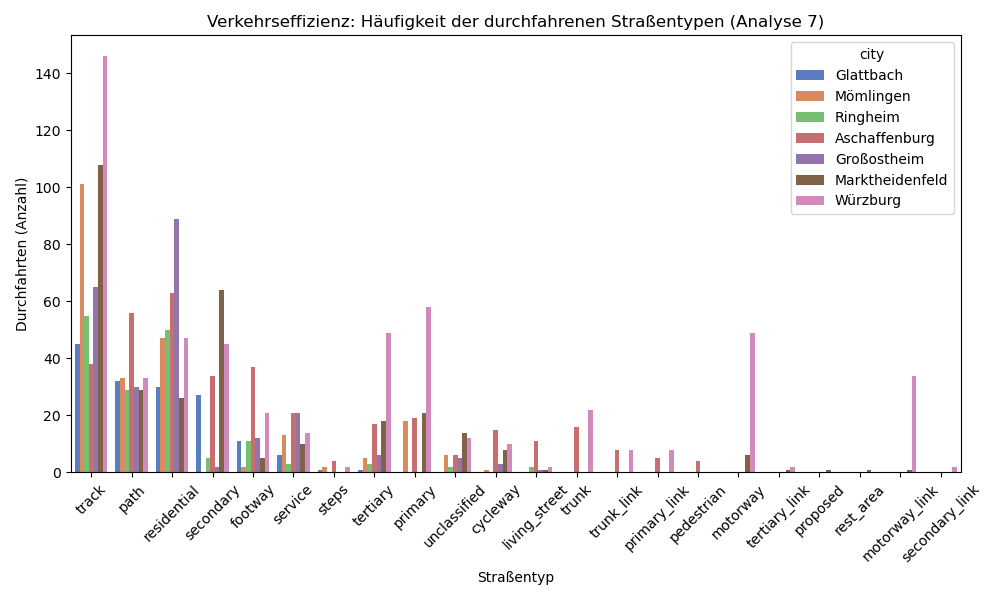 Verkehrseffizienz: Häufigkeit der durchfahrenen Straßentypen (Analyse 7)
city
Glattbach
Mömlingen
Ringheim
Aschaffenburg
Großostheim
Marktheidenfeld
Würzburg
Durchfahrten (Anzahl)
140
120
100
80
60
40
20
0
track
path
residential
secondary
footway
service
steps
tertiary
primary
unclassified
cycleway
living_street
trunk
trunk_link
primary_link
pedestrian
motorway
tertiary_link
proposed
rest_area
motorway_link
secondary_link
Straßentyp